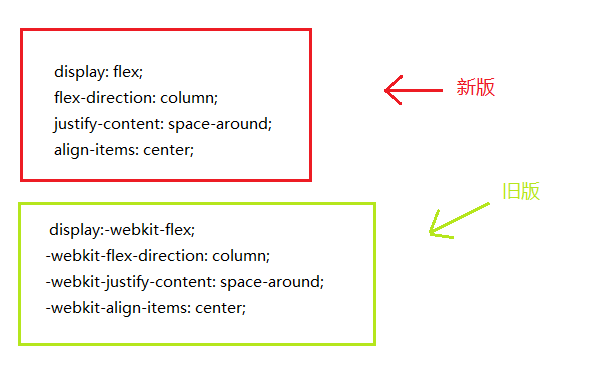 display: flex;
flex-direction: column;
justify-content: space-around;
align-items: center;
新版
旧版
display:-webkit-flex;
-webkit-flex-direction: column;
-webkit-justify-content: space-around;
-webkit-align-items: center;